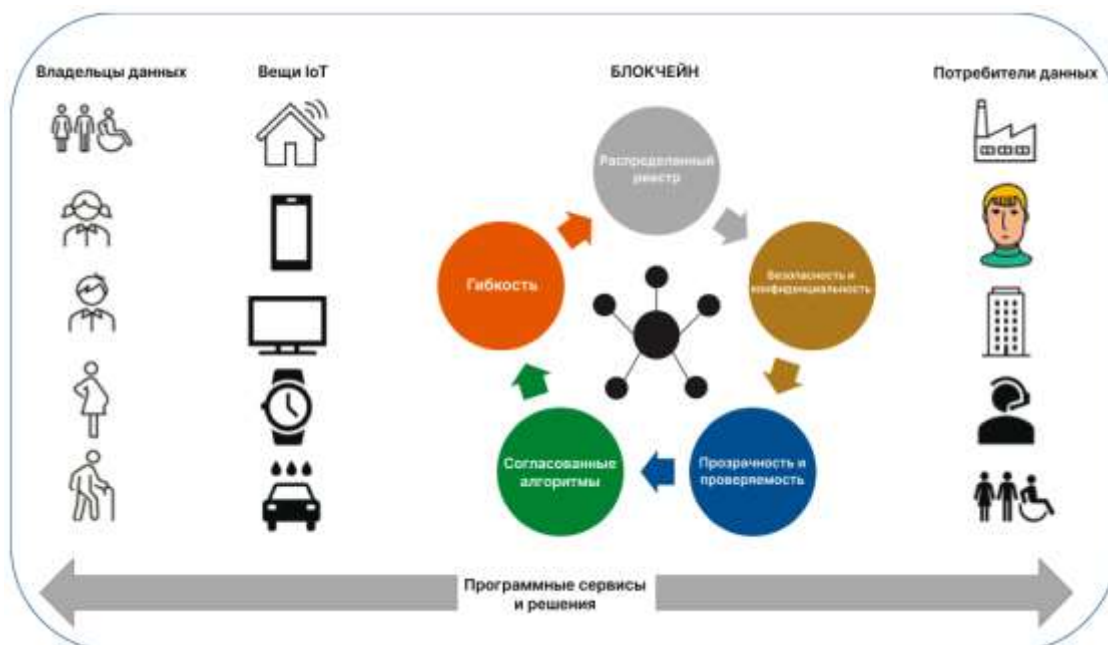 Владельцы данных
Вещи IoT
БЛОКЧЕЙН
Потребители данных
Распределенный
реестр
Гибкость
Безопасность и
конфиденциальность
Согласованные
алгоритмы
Прозрачность и
проверяемость
Программные сервисы
и решения